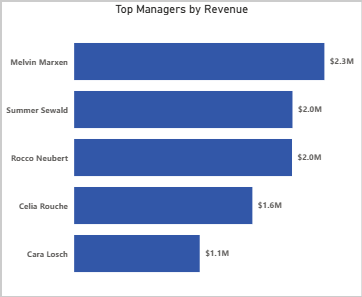 Top Managers by Revenue
Melvin Marxen $2.3M
Summer Sewald $2.0M
Rocco Neubert $2.0M
Celia Rouche $1.6M
Cara Losch $1.1M